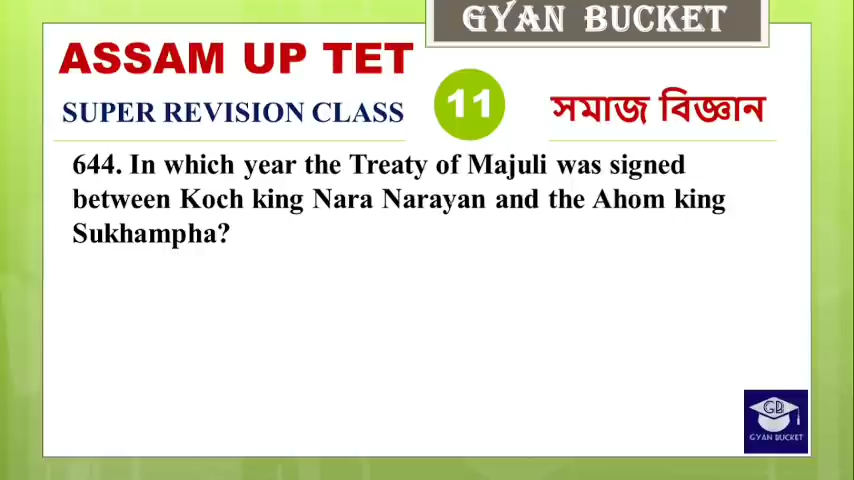 GYAN BUCKET
ASSAM UP TET
SUPER REVISION CLASS
11
সমাজ বিজ্ঞান
644. In which year the Treaty of Majuli was signed
between Koch king Nara Narayan and the Ahom king
Sukhampha?
GB
GYAN BUCKET